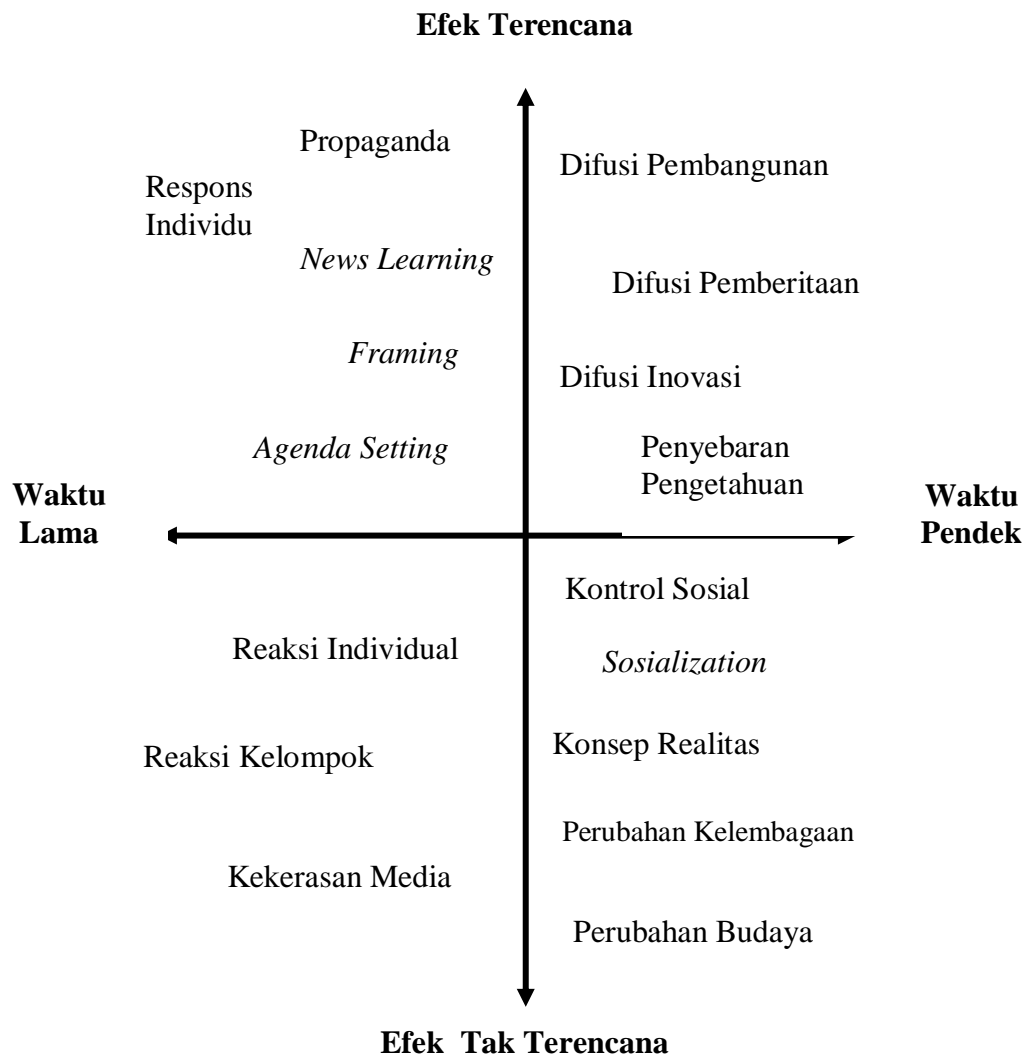 Efek Terencana
Propaganda
Difusi Pembangunan
Respons
Individu
News Learning
Difusi Pemberitaan
Framing
Difusi Inovasi
Agenda Setting
Penyebaran
Pengetahuan
Waktu
Lama
Waktu
Pendek
Kontrol Sosial
Reaksi Individual
Sosialization
Reaksi Kelompok
Konsep Realitas
Perubahan Kelembagaan
Kekerasan Media
Perubahan Budaya
Efek Tak Terencana